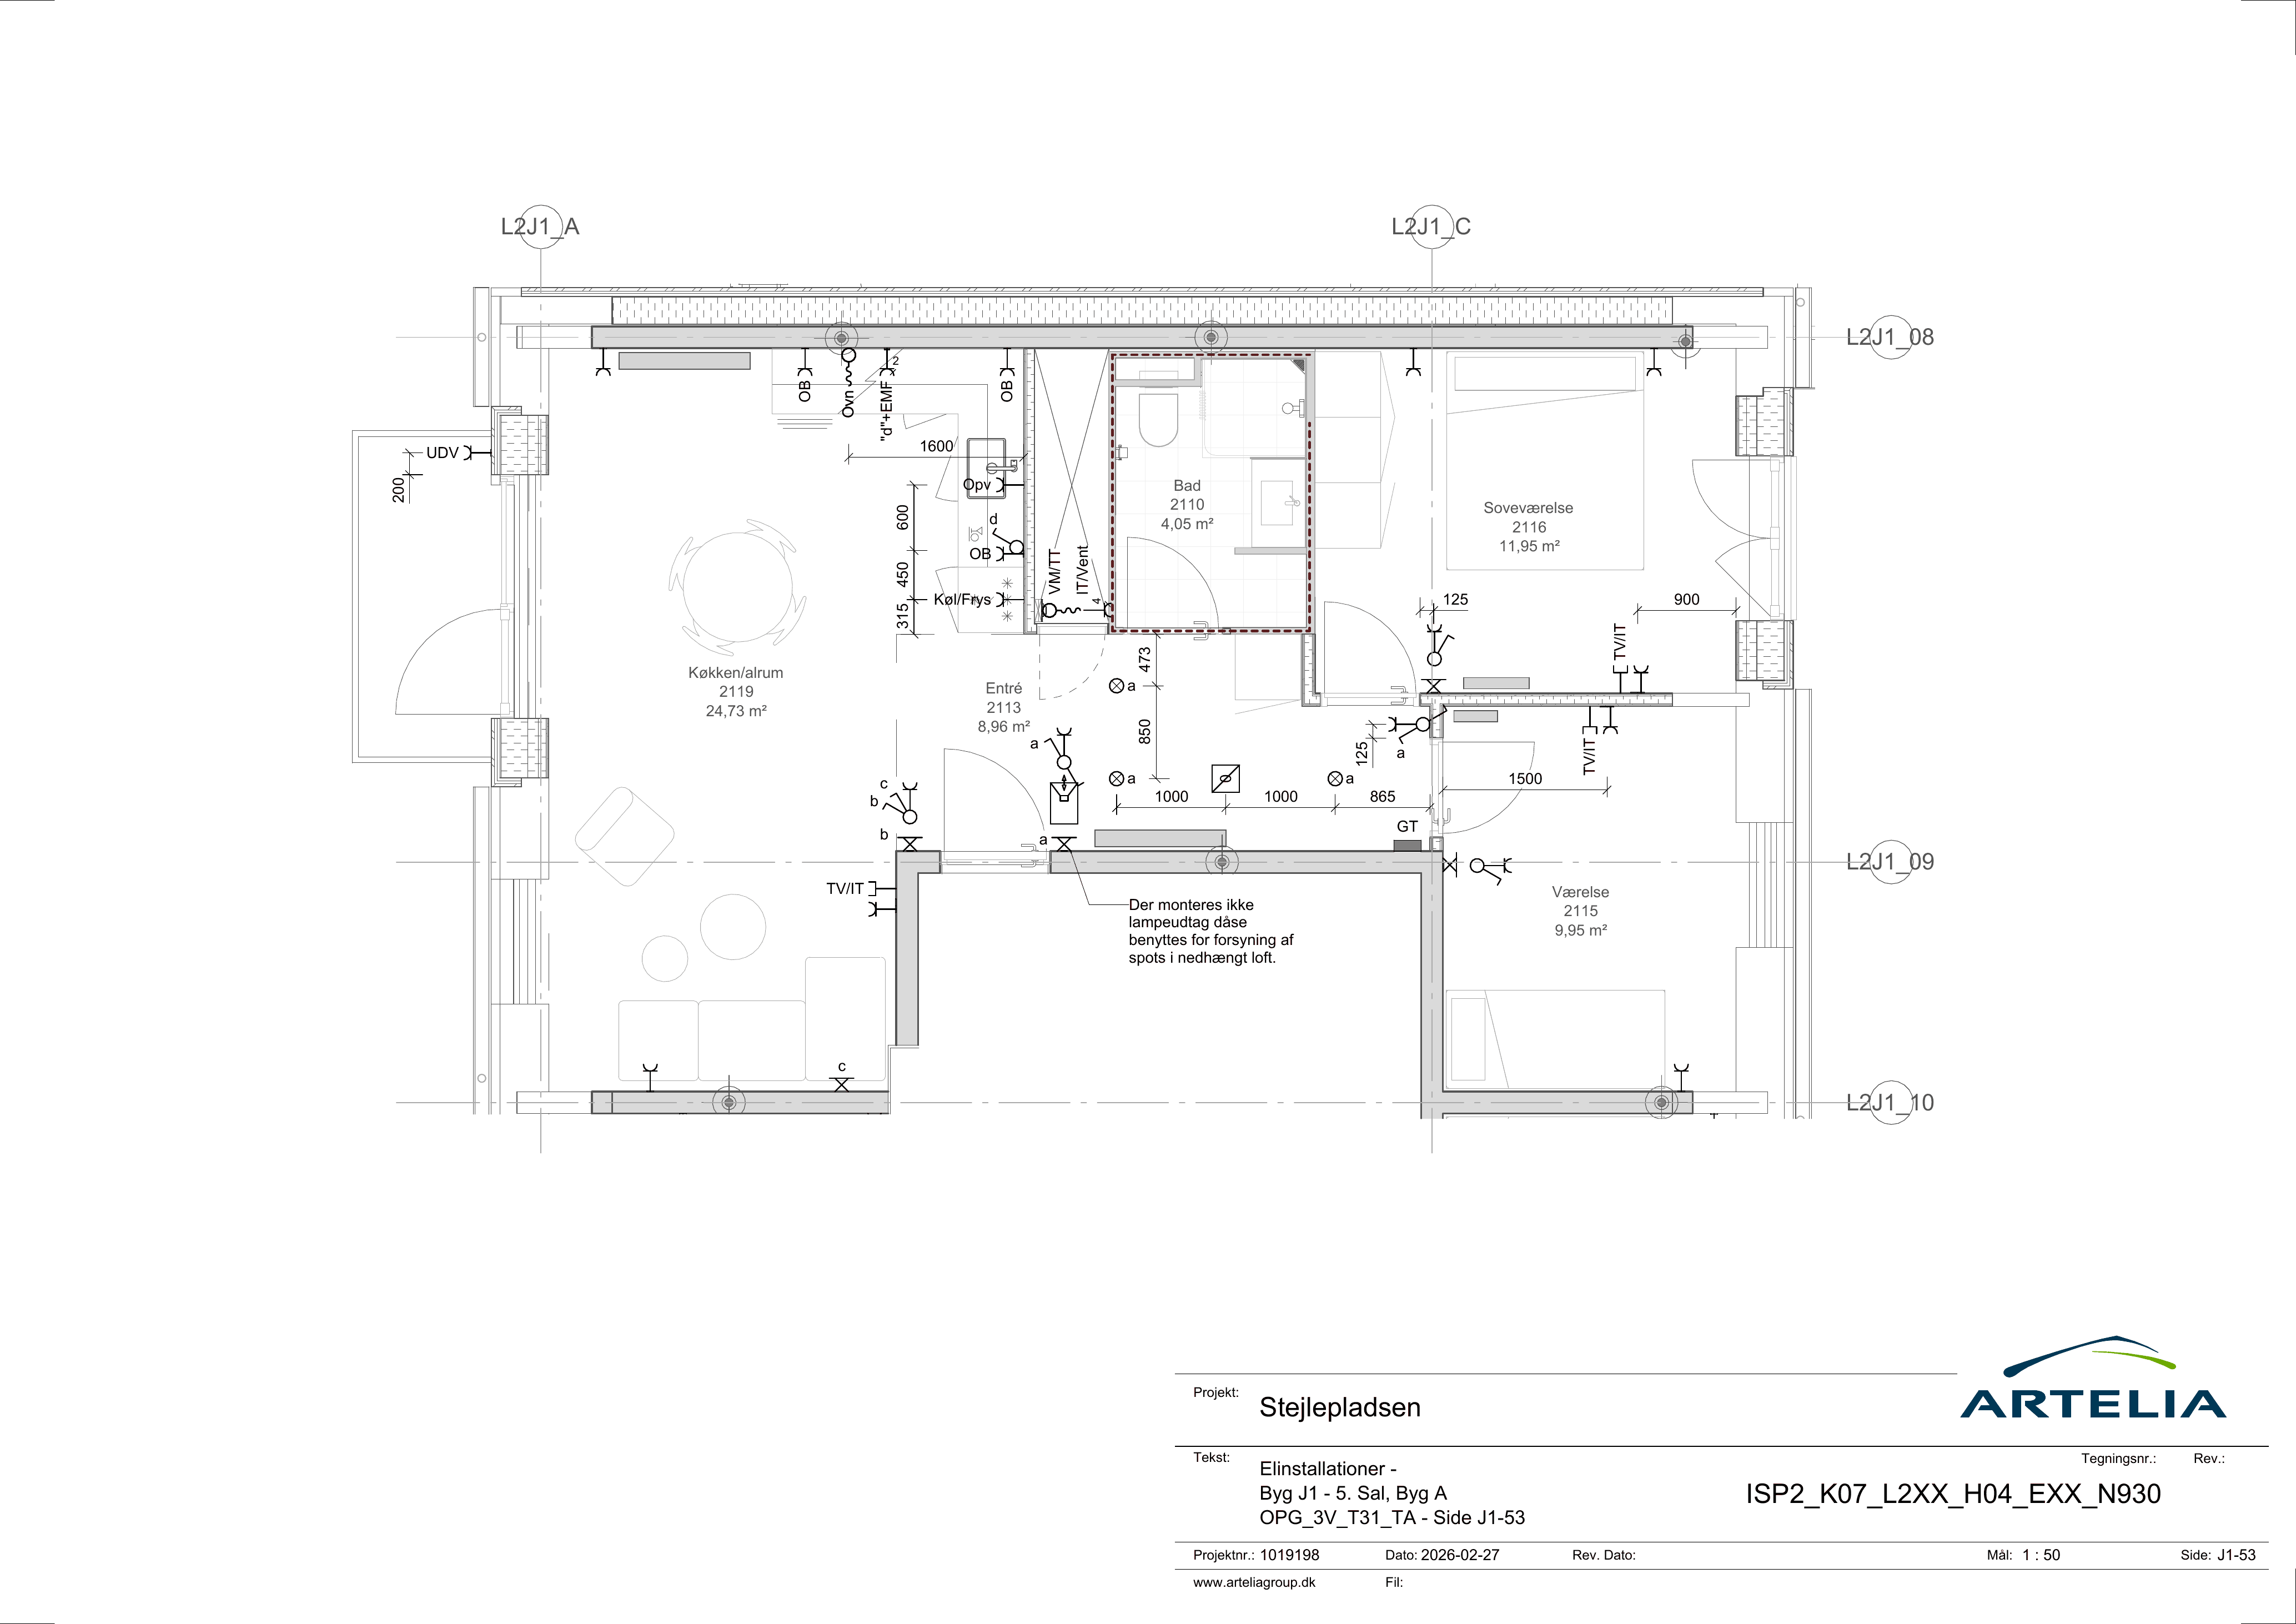 L2J1_A
L2J1_C
L2J1_08
OB
Ovn
2
"d"+EMF
OB
UDV
200
1600
Opv
600
d
OB
450
Køl/Frys
315
VM/TT
IT/Vent
4
Bad
2110
4,05 m²
Soveværelse
2116
11,95 m²
125
900
TV/IT
Køkken/alrum
2119
24,73 m²
Entré
2113
8,96 m²
473
a
850
a
a
a
125
a
TV/IT
1500
1000
1000
865
c
b
b
a
GT
L2J1_09
TV/IT
Der monteres ikke
lampeudtag dåse
benyttes for forsyning af
spots i nedhængt loft.
Værelse
2115
9,95 m²
c
L2J1_10
ARTELIA
Projekt:
Stejlepladsen
Tekst:
Elinstallationer -
Byg J1 - 5. Sal, Byg A
OPG_3V_T31_TA - Side J1-53
Tegningsnr.:
Rev.:
ISP2_K07_L2XX_H04_EXX_N930
Projektnr.: 1019198
Dato: 2026-02-27
Rev. Dato:
Mål: 1 : 50
Side: J1-53
www.arteliagroup.dk
Fil: